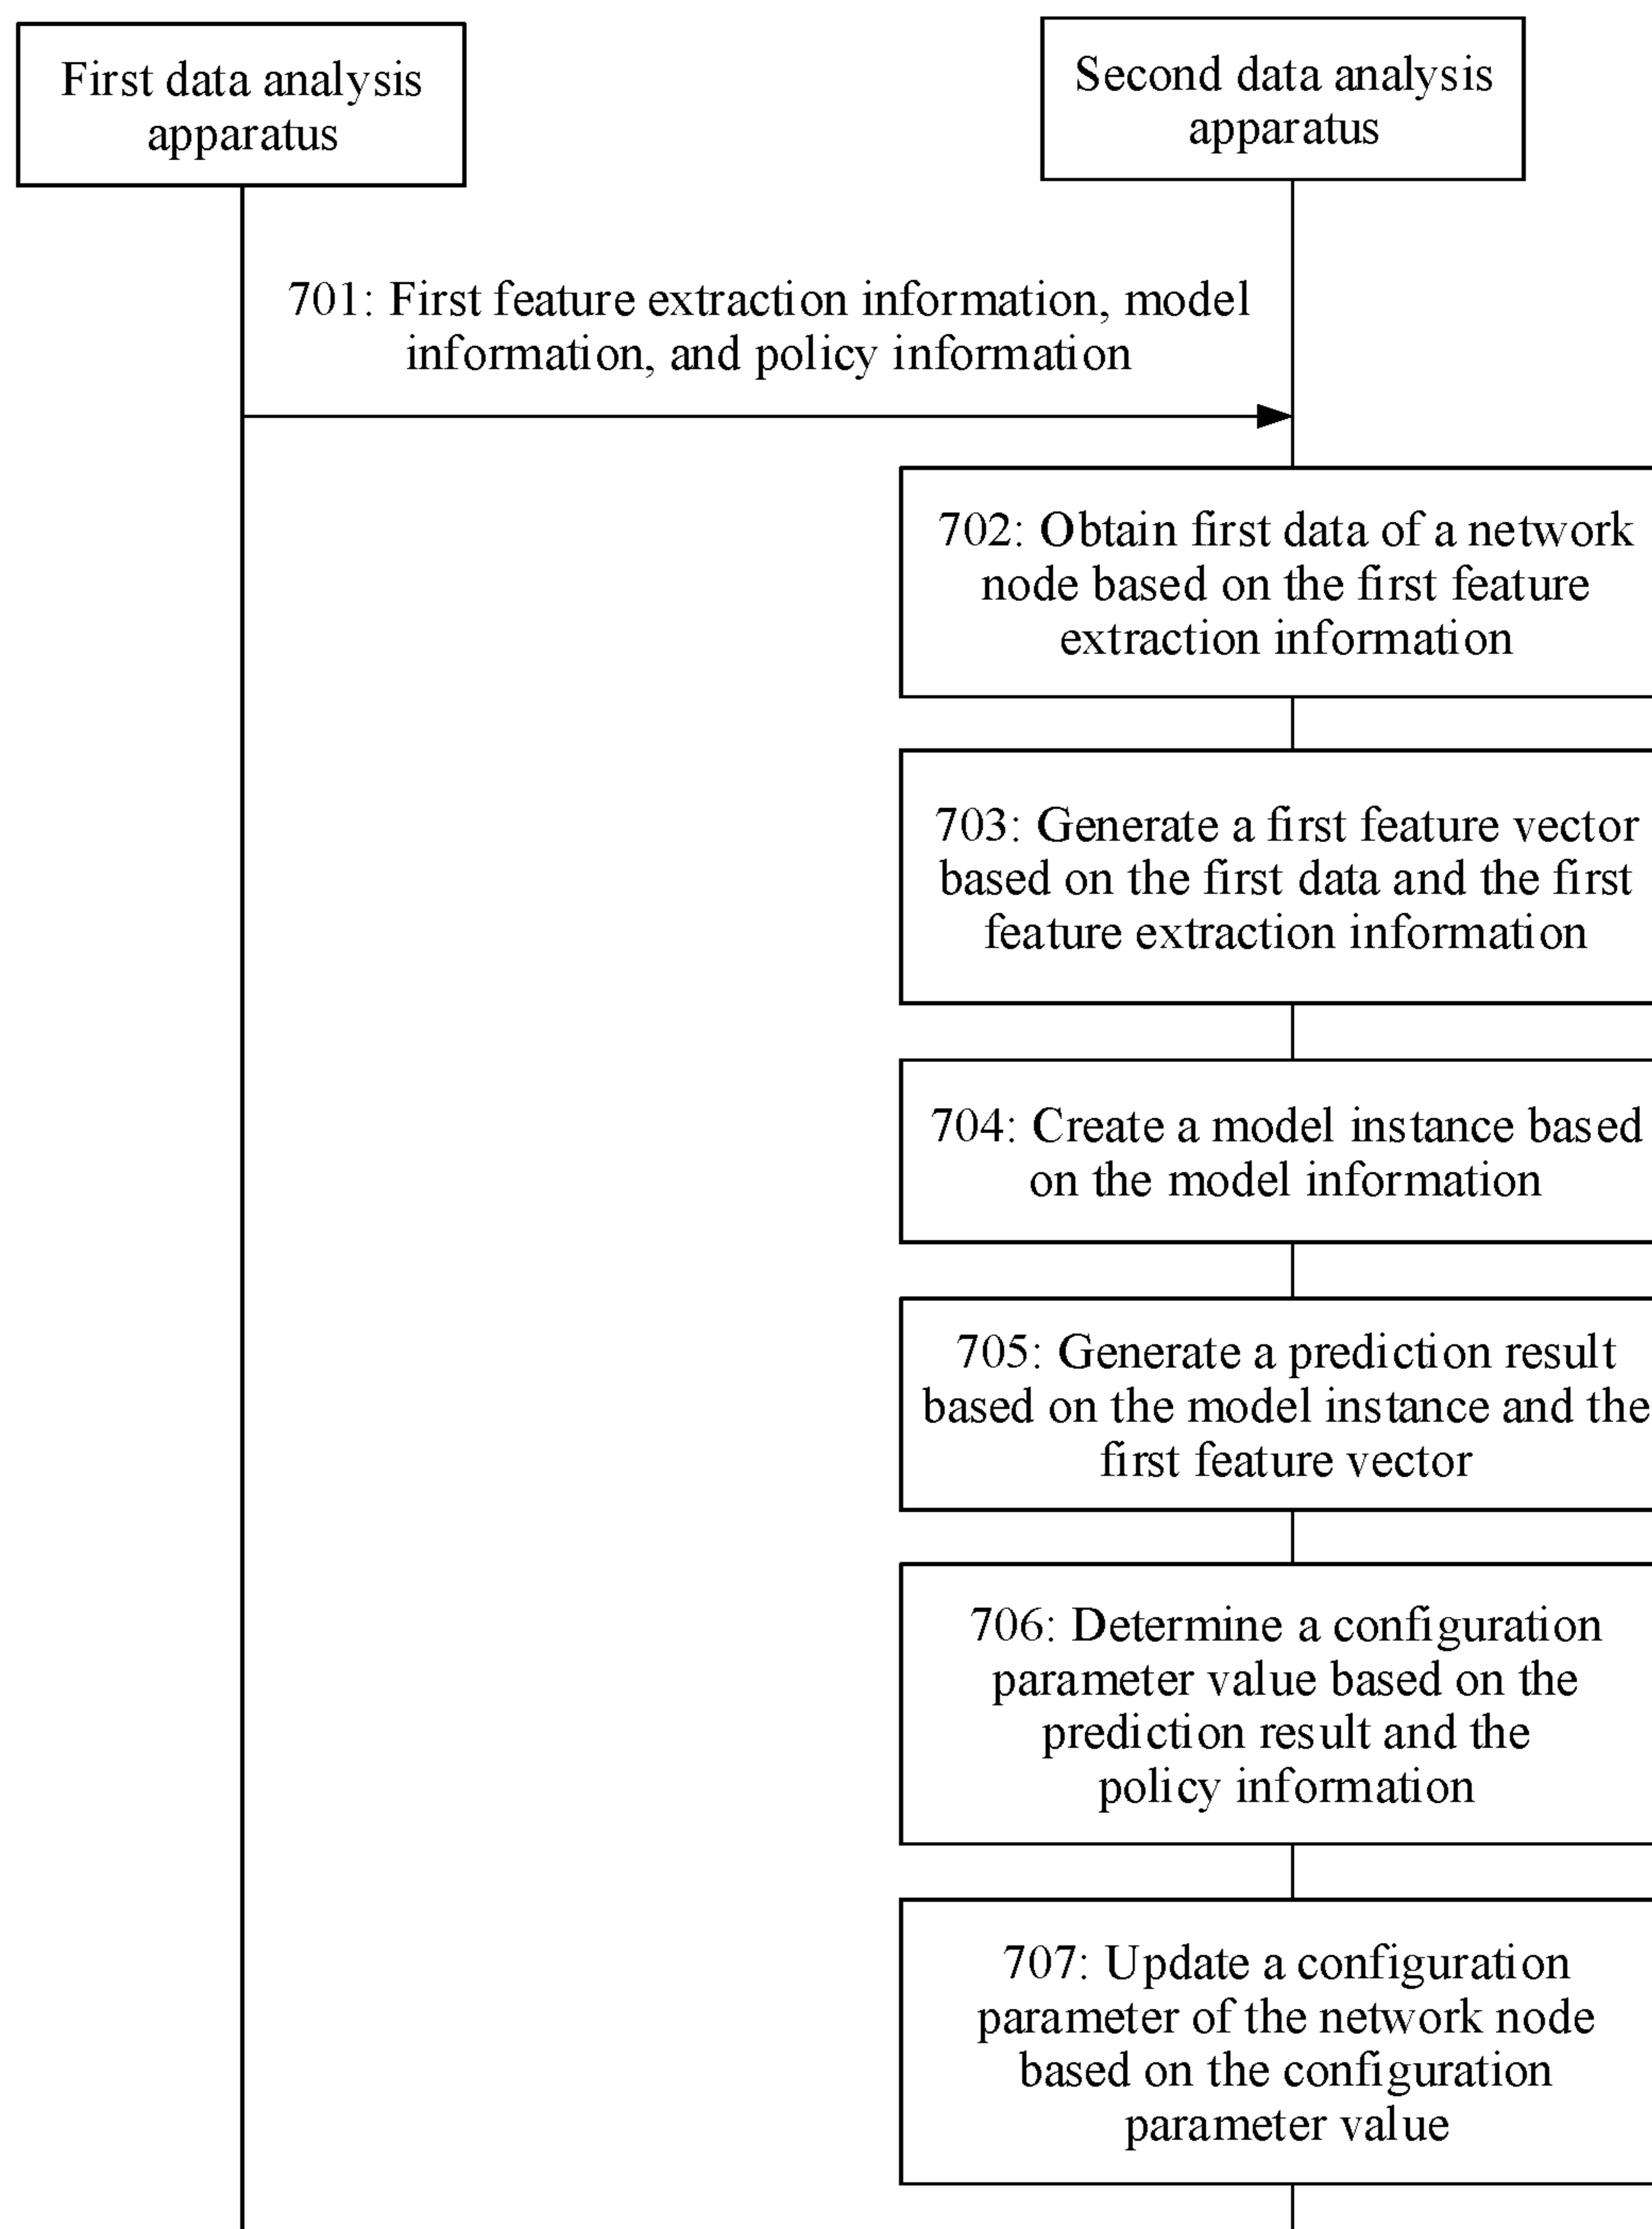 First data analysis
apparatus
Second data analysis
apparatus
701: First feature extraction information, model
information, and policy information
702: Obtain first data of a network
node based on the first feature
extraction information
703: Generate a first feature vector
based on the first data and the first
feature extraction information
704: Create a model instance based
on the model information
705: Generate a prediction result
based on the model instance and the
first feature vector
706: Determine a configuration
parameter value based on the
prediction result and the
policy information
707: Update a configuration
parameter of the network node
based on the configuration
parameter value